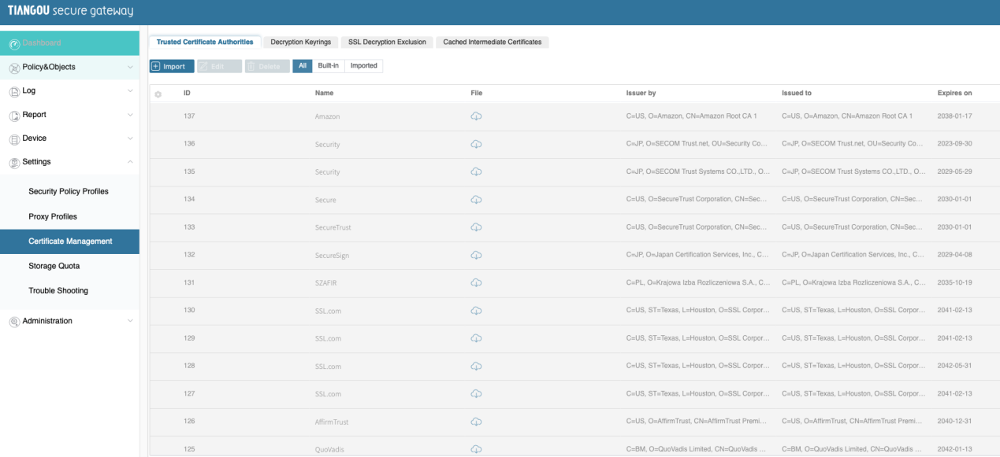 TIANGOU secure gateway
Dashboard
Policy&Objects
Log
Report
Device
Settings
Security Policy Profiles
Proxy Profiles
Certificate Management
Storage Quota
Trouble Shooting
Administration
Trusted Certificate Authorities Decryption Keyrings SSL Decryption Exclusion Cached Intermediate Certificates
Import Edit Delete All Built-in Imported
ID Name File Issuer by Issued to Expires on
137 Amazon C=US, O=Amazon, CN=Amazon Root CA 1 C=US, O=Amazon, CN=Amazon Root CA 1 2038-01-17
136 Security C=JP, O=SECOM Trust.net, OU=Security Co... C=JP, O=SECOM Trust.net, OU=Security Co... 2023-09-30
135 Security C=JP, O=SECOM Trust Systems CO.,LTD., O... C=JP, O=SECOM Trust Systems CO.,LTD., O... 2029-05-29
134 Secure C=US, O=SecureTrust Corporation, CN=Sec... C=US, O=SecureTrust Corporation, CN=Sec... 2030-01-01
133 SecureTrust C=US, O=SecureTrust Corporation, CN=Sec... C=US, O=SecureTrust Corporation, CN=Sec... 2030-01-01
132 SecureSign C=JP, O=Japan Certification Services, Inc., C... C=JP, O=Japan Certification Services, Inc., C... 2029-04-08
131 SZAFIR C=PL, O=Krajowa Izba Rozliczeniowa S.A., C... C=PL, O=Krajowa Izba Rozliczeniowa S.A., C... 2035-10-19
130 SSL.com C=US, ST=Texas, L=Houston, O=SSL Corpor... C=US, ST=Texas, L=Houston, O=SSL Corpor... 2041-02-13
129 SSL.com C=US, ST=Texas, L=Houston, O=SSL Corpor... C=US, ST=Texas, L=Houston, O=SSL Corpor... 2041-02-13
128 SSL.com C=US, ST=Texas, L=Houston, O=SSL Corpor... C=US, ST=Texas, L=Houston, O=SSL Corpor... 2042-05-31
127 SSL.com C=US, ST=Texas, L=Houston, O=SSL Corpor... C=US, ST=Texas, L=Houston, O=SSL Corpor... 2041-02-13
126 AffirmTrust C=US, O=AffirmTrust, CN=AffirmTrust Premi... C=US, O=AffirmTrust, CN=AffirmTrust Premi... 2040-12-31
125 QuoVadis C=BM, O=QuoVadis Limited, CN=QuoVadis ... C=BM, O=QuoVadis Limited, CN=QuoVadis ... 2042-01-13